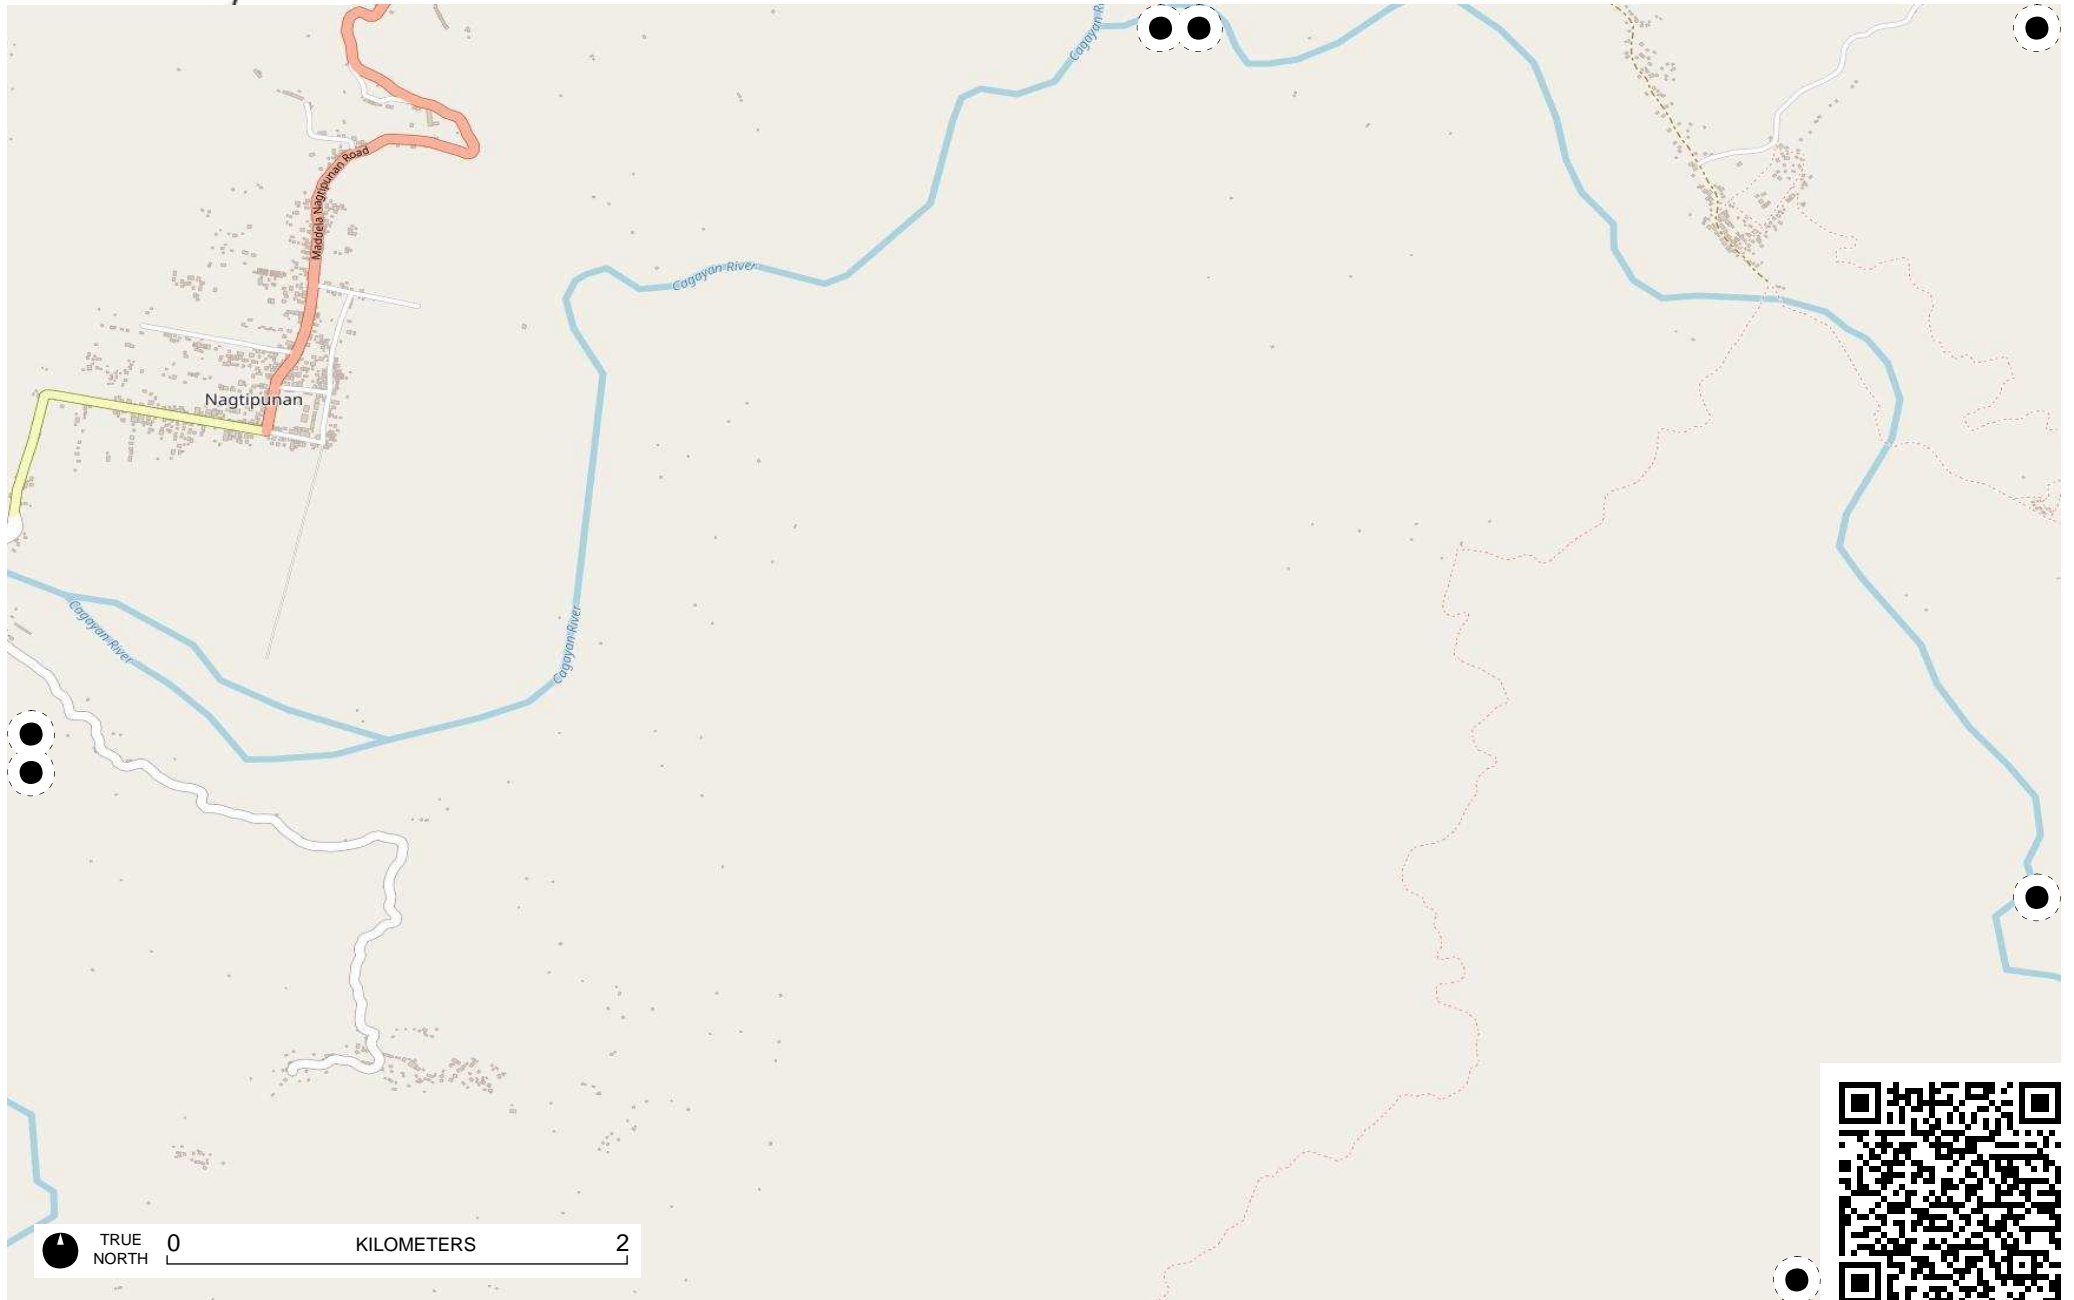 Cagayan R
Maddela Nagtipunan Road
Cagayan River
Nagtipunan
Cagayan River
Cagayan River
TRUE
NORTH
0
KILOMETERS
2